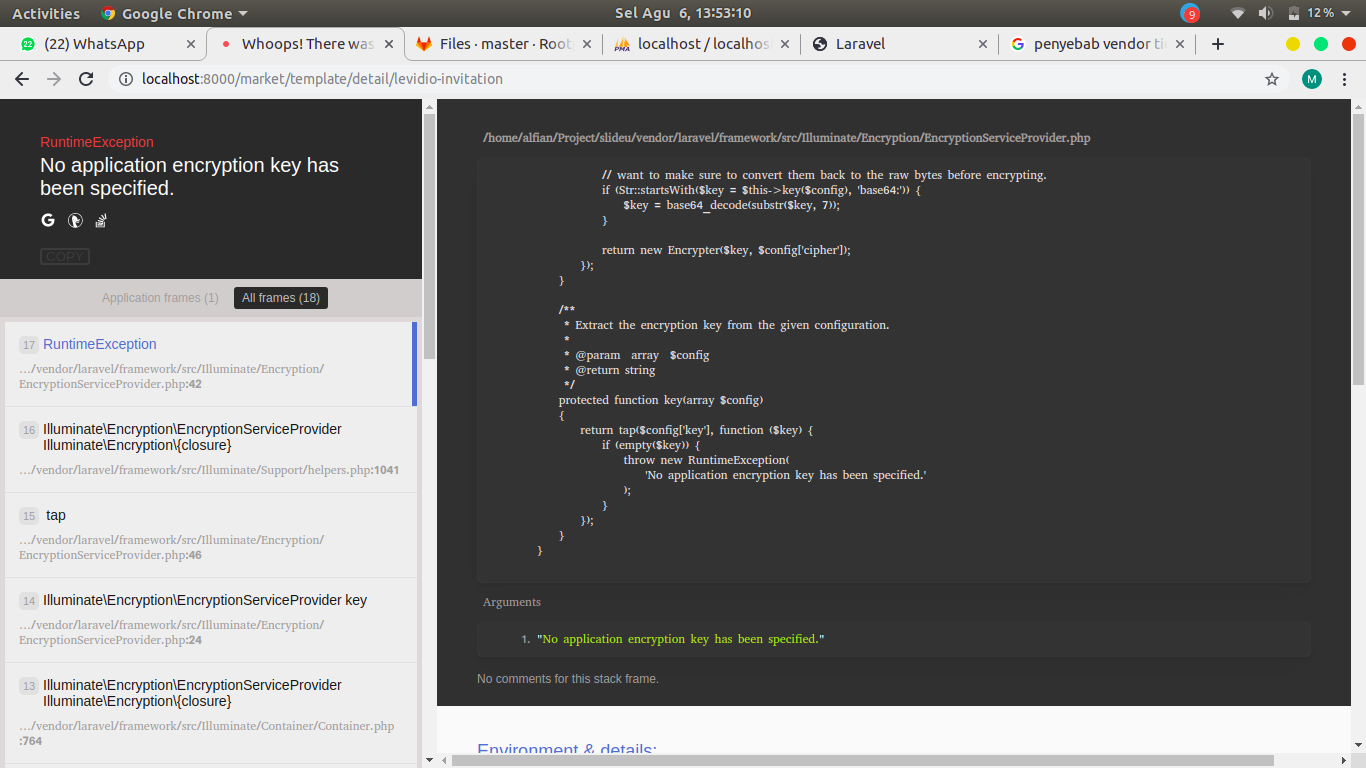 Activities
Google Chrome
Sel Agu 6, 13:53:10
9
12 %
22
(22) WhatsApp
Whoops! There was
Files · master · Root
PMA
localhost / localhos
Laravel
penyebab vendor ti
localhost:8000/market/template/detail/levidio-invitation
M
RuntimeException
No application encryption key has
been specified.
COPY
Application frames (1)
All frames (18)
17 RuntimeException
…/vendor/laravel/framework/src/Illuminate/Encryption/
EncryptionServiceProvider.php:42
16 Illuminate\Encryption\EncryptionServiceProvider
Illuminate\Encryption\{closure}
…/vendor/laravel/framework/src/Illuminate/Support/helpers.php:1041
15 tap
…/vendor/laravel/framework/src/Illuminate/Encryption/
EncryptionServiceProvider.php:46
14 Illuminate\Encryption\EncryptionServiceProvider key
…/vendor/laravel/framework/src/Illuminate/Encryption/
EncryptionServiceProvider.php:24
13 Illuminate\Encryption\EncryptionServiceProvider
Illuminate\Encryption\{closure}
…/vendor/laravel/framework/src/Illuminate/Container/Container.php
:764
/home/alfian/Project/slideu/vendor/laravel/framework/src/Illuminate/Encryption/EncryptionServiceProvider.php
// want to make sure to convert them back to the raw bytes before encrypting.
if (Str::startsWith($key = $this->key($config), 'base64:')) {
$key = base64_decode(substr($key, 7));
}
return new Encrypter($key, $config['cipher']);
});
}
/**
* Extract the encryption key from the given configuration.
*
* @param array $config
* @return string
*/
protected function key(array $config)
{
return tap($config['key'], function ($key) {
if (empty($key)) {
throw new RuntimeException(
'No application encryption key has been specified.'
);
}
});
}
}
Arguments
1. "No application encryption key has been specified."
No comments for this stack frame.
Environment & details: